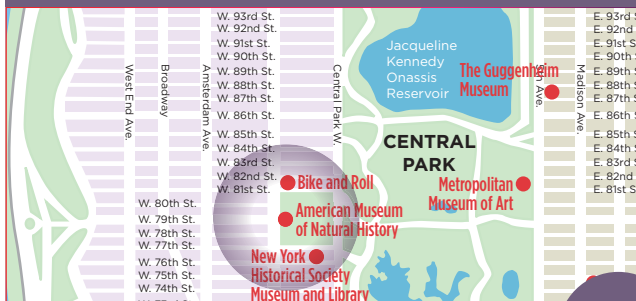 W. 93rd St.
W. 92nd St.
W. 91st St.
W. 90th St.
W. 89th St.
W. 88th St.
W. 87th St.
W. 86th St.
W. 85th St.
W. 84th St.
W. 83rd St.
W. 82nd St.
W. 81st St.
W. 80th St.
W. 79th St.
W. 78th St.
W. 77th St.
W. 76th St.
W. 75th St.
W. 74th St.
West End Ave.
Broadway
Amsterdam Ave.
Central Park W.
Jacqueline
Kennedy
Onassis
Reservoir
The Guggenheim
Museum
CENTRAL
PARK
Bike and Roll
American Museum
of Natural History
New York
Historical Society
Museum and Library
Metropolitan
Museum of Art
Madison Ave.
E. 93rd S
E. 92nd S
E. 91st S
E. 90th S
E. 89th S
E. 88th S
E. 87th S
E. 86th S
E. 85th S
E. 84th S
E. 83rd S
E. 82nd S
E. 81st S